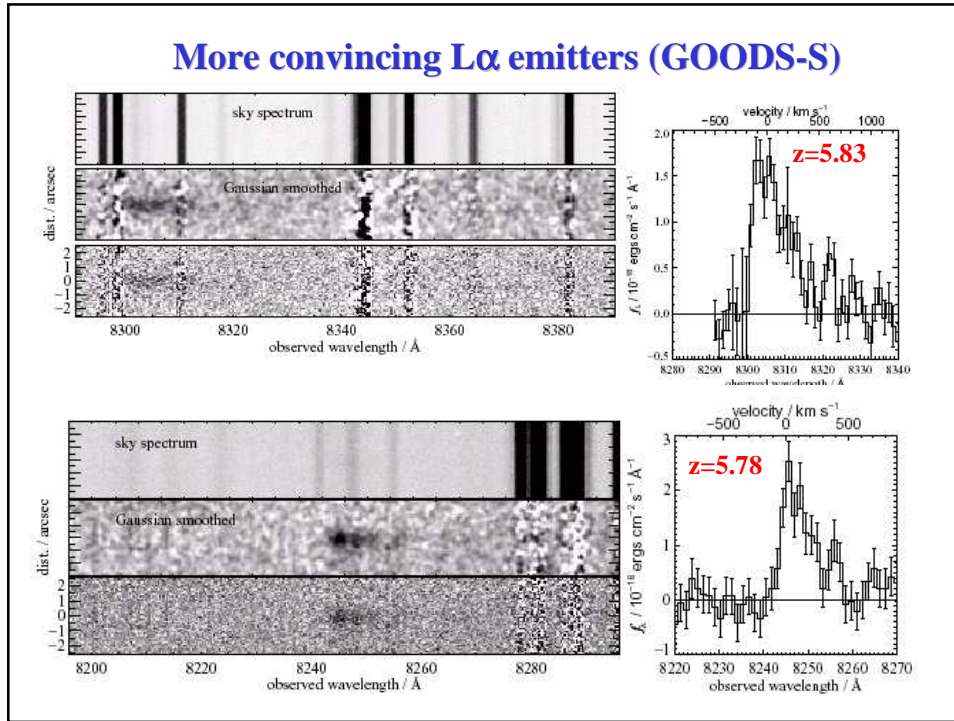 More convincing Lα emitters (GOODS-S)
sky spectrum
Gaussian smoothed
dist. / arcsec
2
1
0
−1
−2
8300 8320 8340 8360 8380
observed wavelength / Å
velocity / km s⁻¹
−500 0 500 1000
z=5.83
2.0
1.5
1.0
0.5
0.0
−0.5
fλ / 10⁻¹⁸ ergs cm⁻² s⁻¹ Å⁻¹
8280 8290 8300 8310 8320 8330 8340
observed wavelength / Å
sky spectrum
Gaussian smoothed
dist. / arcsec
2
1
0
−1
−2
8200 8220 8240 8260 8280
observed wavelength / Å
velocity / km s⁻¹
−500 0 500
z=5.78
3
2
1
0
−1
fλ / 10⁻¹⁸ ergs cm⁻² s⁻¹ Å⁻¹
8220 8230 8240 8250 8260 8270
observed wavelength / Å